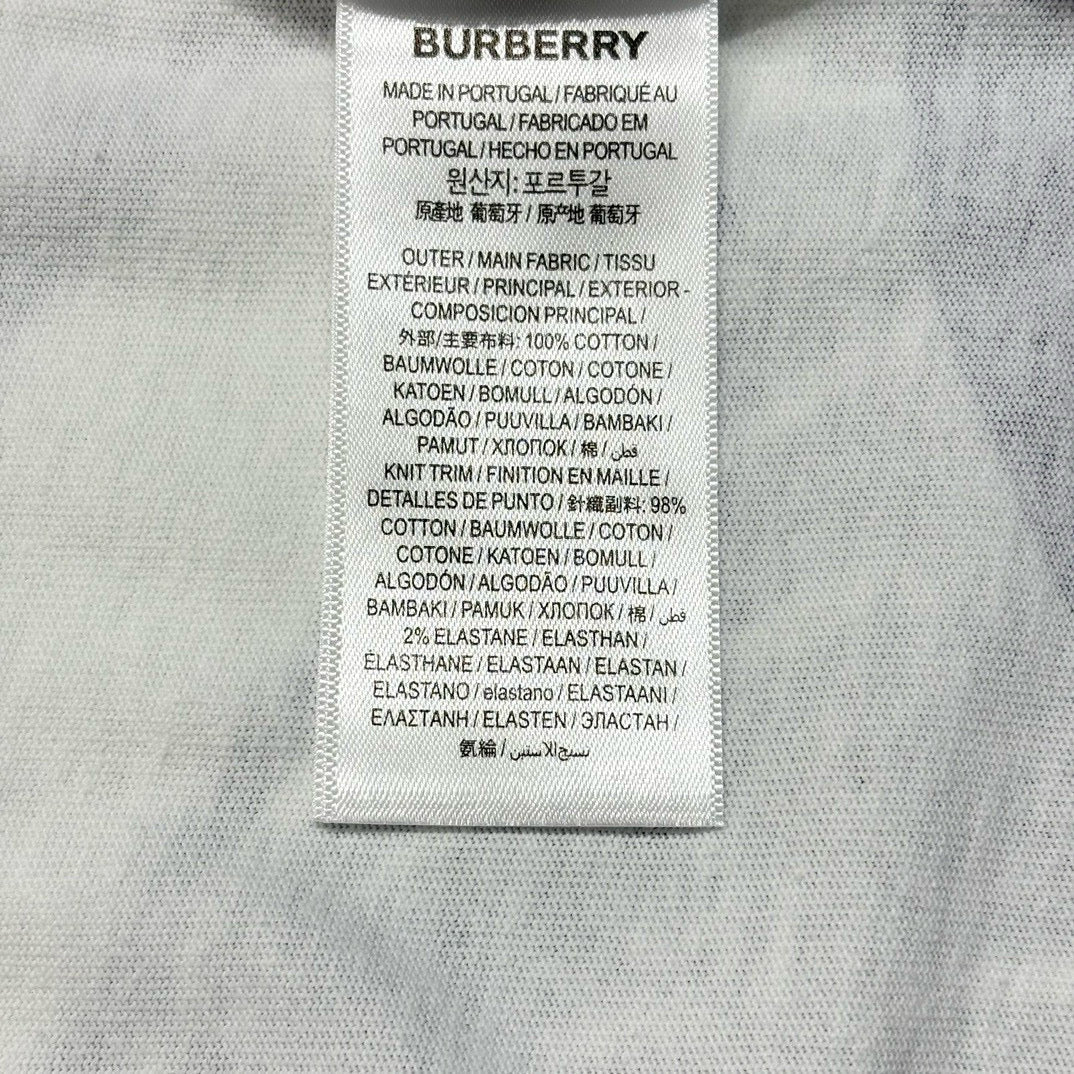 BURBERRY
MADE IN PORTUGAL / FABRIQUÉ AU
PORTUGAL / FABRICADO EM
PORTUGAL / HECHO EN PORTUGAL
원산지: 포르투갈
原產地 葡萄牙 / 原产地 葡萄牙
OUTER / MAIN FABRIC / TISSU
EXTÉRIEUR / PRINCIPAL / EXTERIOR -
COMPOSICION PRINCIPAL /
外部/主要布料: 100% COTTON /
BAUMWOLLE / COTON / COTONE /
KATOEN / BOMULL / ALGODÓN /
ALGODÃO / PUUVILLA / BAMBAKI /
PAMUT / ХЛОПОК / 棉 / قطن
KNIT TRIM / FINITION EN MAILLE /
DETALLES DE PUNTO / 針織副料: 98%
COTTON / BAUMWOLLE / COTON /
COTONE / KATOEN / BOMULL /
ALGODÓN / ALGODÃO / PUUVILLA /
BAMBAKI / PAMUK / ХЛОПОК / 棉 / قطن
2% ELASTANE / ELASTHAN /
ÉLASTHANE / ELASTAAN / ELASTAN /
ELASTANO / elastano / ELASTAANI /
ΕΛΑΣΤΑΝΗ / ELASTEN / ЭЛАСТАН /
氨綸 / نسيج الاستين